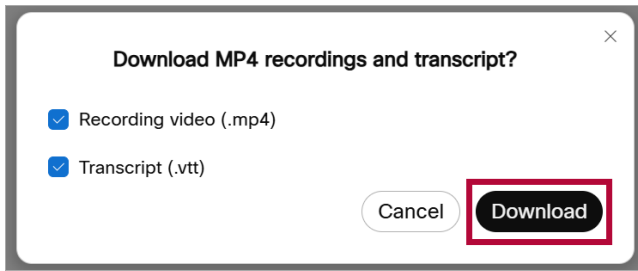 Download MP4 recordings and transcript?
Recording video (.mp4)
Transcript (.vtt)
Cancel
Download